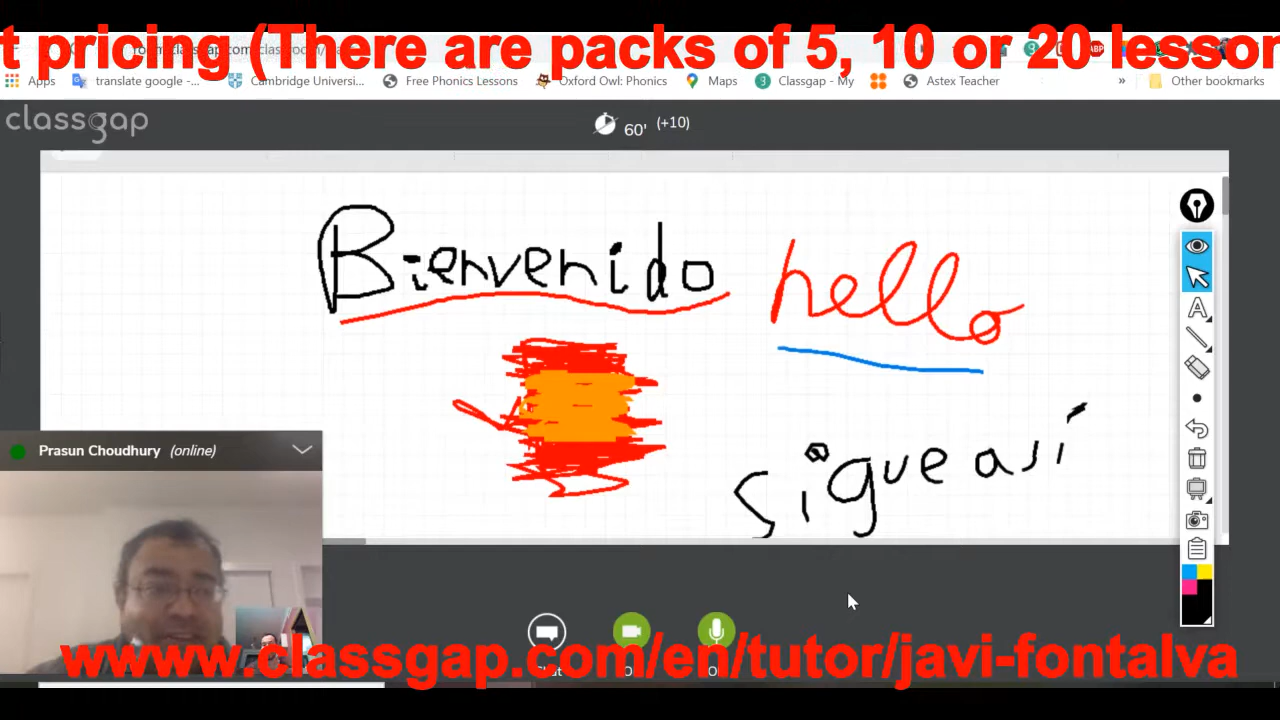 t pricing (There are packs of 5, 10 or 20 lesson
Apps translate google -... Cambridge Universi... Free Phonics Lessons Oxford Owl: Phonics Maps Classgap - My Astex Teacher » Other bookmarks
classgap
60' (+10)
Bienvenido hello
Sigue así
Prasun Choudhury (online)
A
www.classgap.com/en/tutor/javi-fontalva